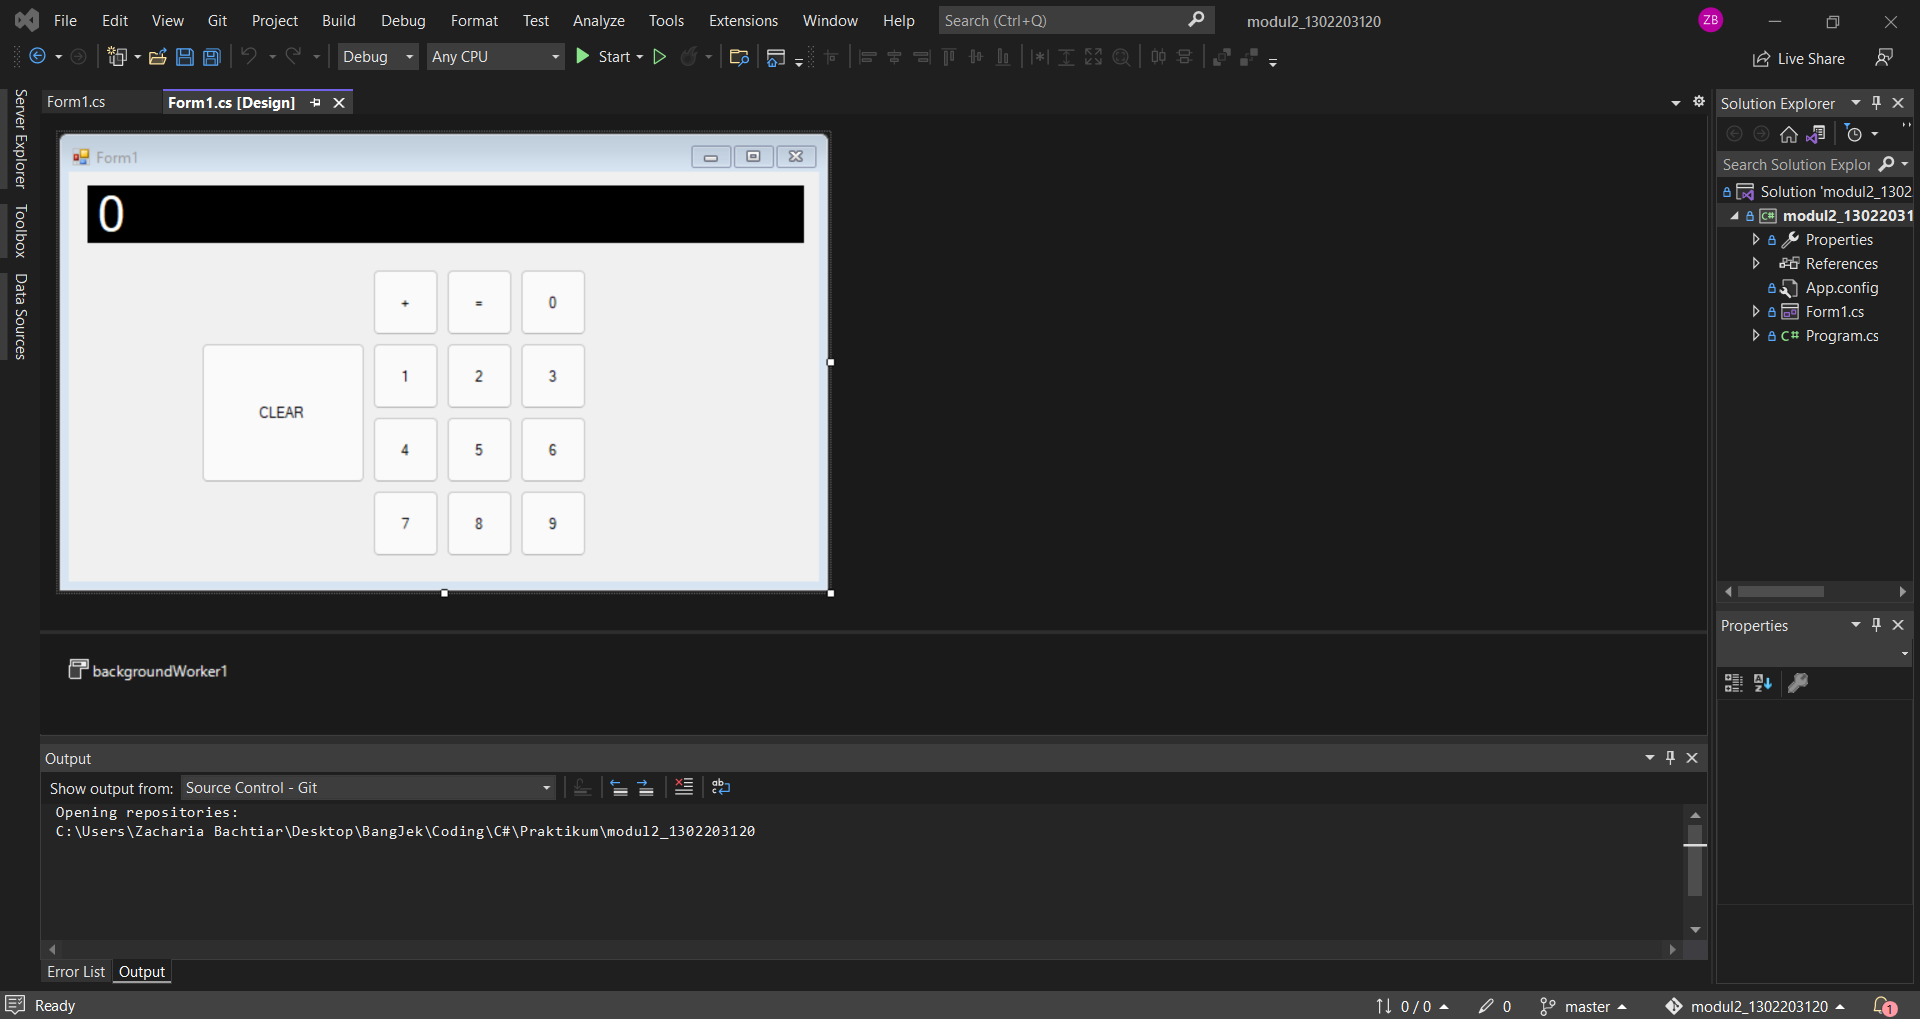 File Edit View Git Project Build Debug Format Test Analyze Tools Extensions Window Help Search (Ctrl+Q) modul2_1302203120 ZB
Debug Any CPU Start Live Share
Server Explorer
Toolbox
Data Sources
Form1.cs Form1.cs [Design]
Form1
0
+ = 0
1 2 3
CLEAR
4 5 6
7 8 9
backgroundWorker1
Output
Show output from: Source Control - Git
Opening repositories:
C:\Users\Zacharia Bachtiar\Desktop\BangJek\Coding\C#\Praktikum\modul2_1302203120
Error List Output
Solution Explorer
Search Solution Explor
Solution 'modul2_1302
C# modul2_13022031
Properties
References
App.config
Form1.cs
C# Program.cs
Properties
Ready 0 / 0 0 master modul2_1302203120 1